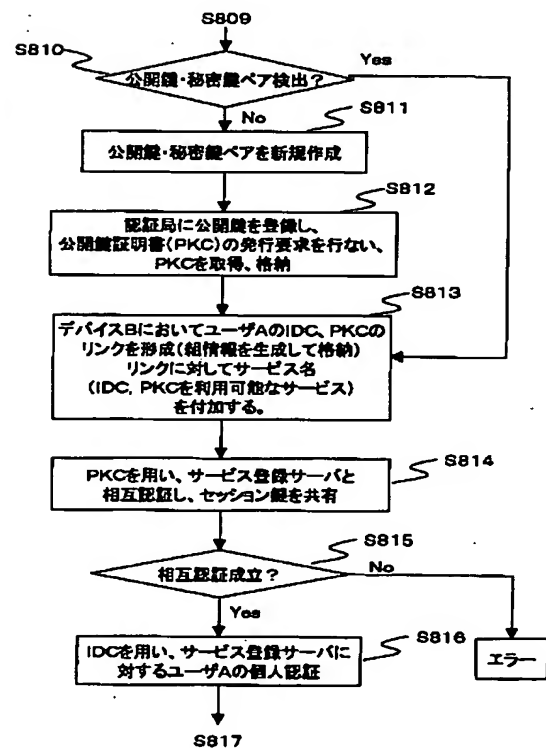 S809
S810
公開鍵・秘密鍵ペア検出？
Yes
No
S811
公開鍵・秘密鍵ペアを新規作成
S812
認証局に公開鍵を登録し、
公開鍵証明書(PKC)の発行要求を行ない、
PKCを取得、格納
S813
デバイスBにおいてユーザAのIDC、PKCの
リンクを形成(組情報を生成して格納)
リンクに対してサービス名
(IDC, PKCを利用可能なサービス)
を付加する。
S814
PKCを用い、サービス登録サーバと
相互認証し、セッション鍵を共有
S815
相互認証成立？
No
Yes
S816
IDCを用い、サービス登録サーバに
対するユーザAの個人認証
エラー
S817